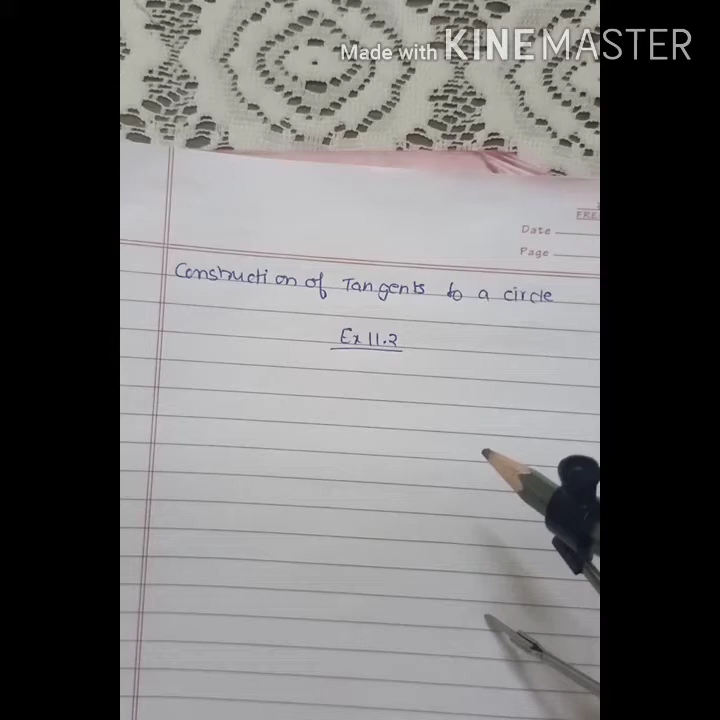 Made with KINEMASTER
Date
Page
Construction of Tangents to a circle
Ex 11.2